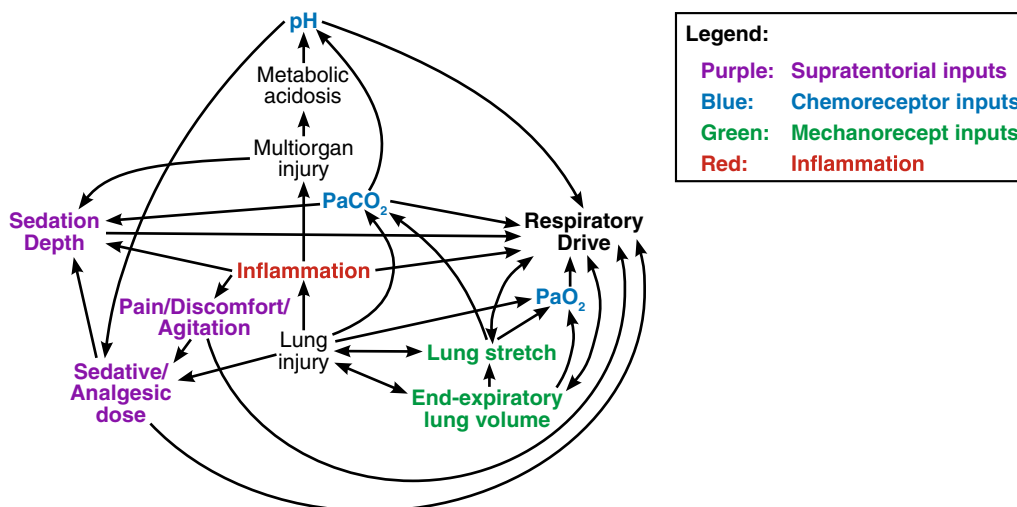 pH
Metabolic
acidosis
Multiorgan
injury
PaCO2
Sedation
Depth
Respiratory
Drive
Inflammation
Pain/Discomfort/
Agitation
PaO2
Lung
injury
Lung stretch
Sedative/
Analgesic
dose
End-expiratory
lung volume
Legend:
Purple: Supratentorial inputs
Blue: Chemoreceptor inputs
Green: Mechanorecept inputs
Red: Inflammation